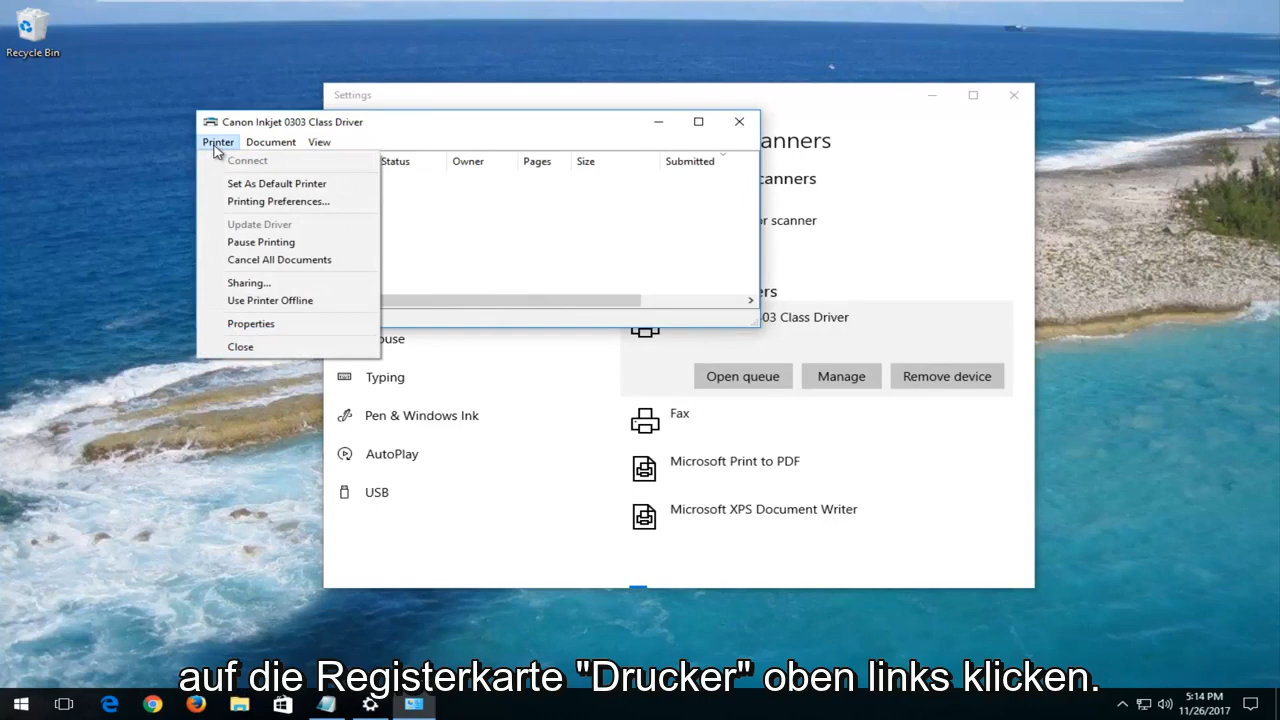 Recycle Bin
Settings
Canon Inkjet 0303 Class Driver
Printer Document View
Status Owner Pages Size Submitted
Connect
Set As Default Printer
Printing Preferences...
Update Driver
Pause Printing
Cancel All Documents
Sharing...
Use Printer Offline
Properties
Close
anners
canners
or scanner
ers
303 Class Driver
Open queue Manage Remove device
ouse
Typing
Pen & Windows Ink
AutoPlay
USB
Fax
Microsoft Print to PDF
Microsoft XPS Document Writer
auf die Registerkarte "Drucker" oben links klicken.
5:14 PM
11/26/2017